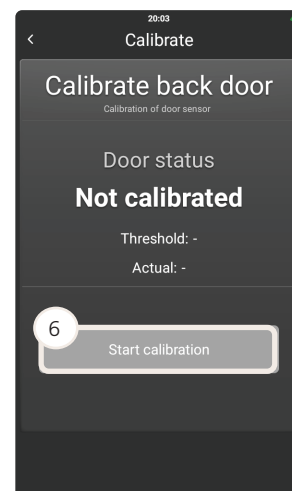 20:03
Calibrate
Calibrate back door
Calibration of door sensor
Door status
Not calibrated
Threshold: -
Actual: -
6
Start calibration